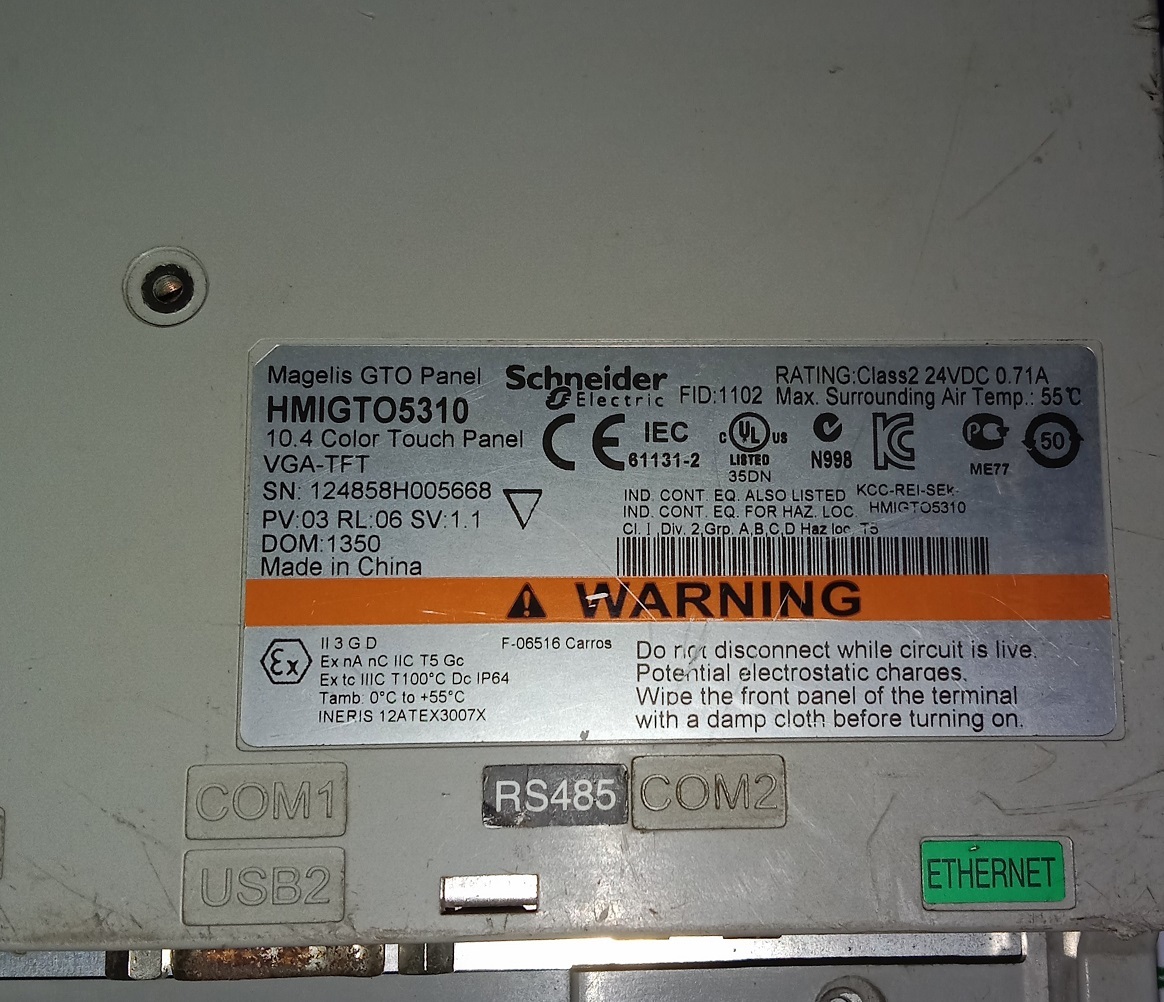 Magelis GTO Panel
HMIGTO5310
10.4 Color Touch Panel
VGA-TFT
SN: 124858H005668
PV:03 RL:06 SV:1.1
DOM:1350
Made in China
Schneider
Electric
FID:1102
RATING:Class2 24VDC 0.71A
Max. Surrounding Air Temp.: 55℃
CE
IEC
61131-2
C UL US
LISTED
35DN
N998
KC
PC
ME77
50
IND. CONT. EQ. ALSO LISTED
KCC-REI-SEk-
IND. CONT. EQ. FOR HAZ. LOC.
HMIGTO5310
Cl. I ,Div. 2,Grp. A,B,C,D Haz loc. T5
WARNING
Ex
II 3 G D
Ex nA nC IIC T5 Gc
Ex tc IIIC T100°C Dc IP64
Tamb: 0°C to +55°C
INERIS 12ATEX3007X
F-06516 Carros
Do not disconnect while circuit is live.
Potential electrostatic charges.
Wipe the front panel of the terminal
with a damp cloth before turning on.
COM1
RS485
COM2
USB2
ETHERNET